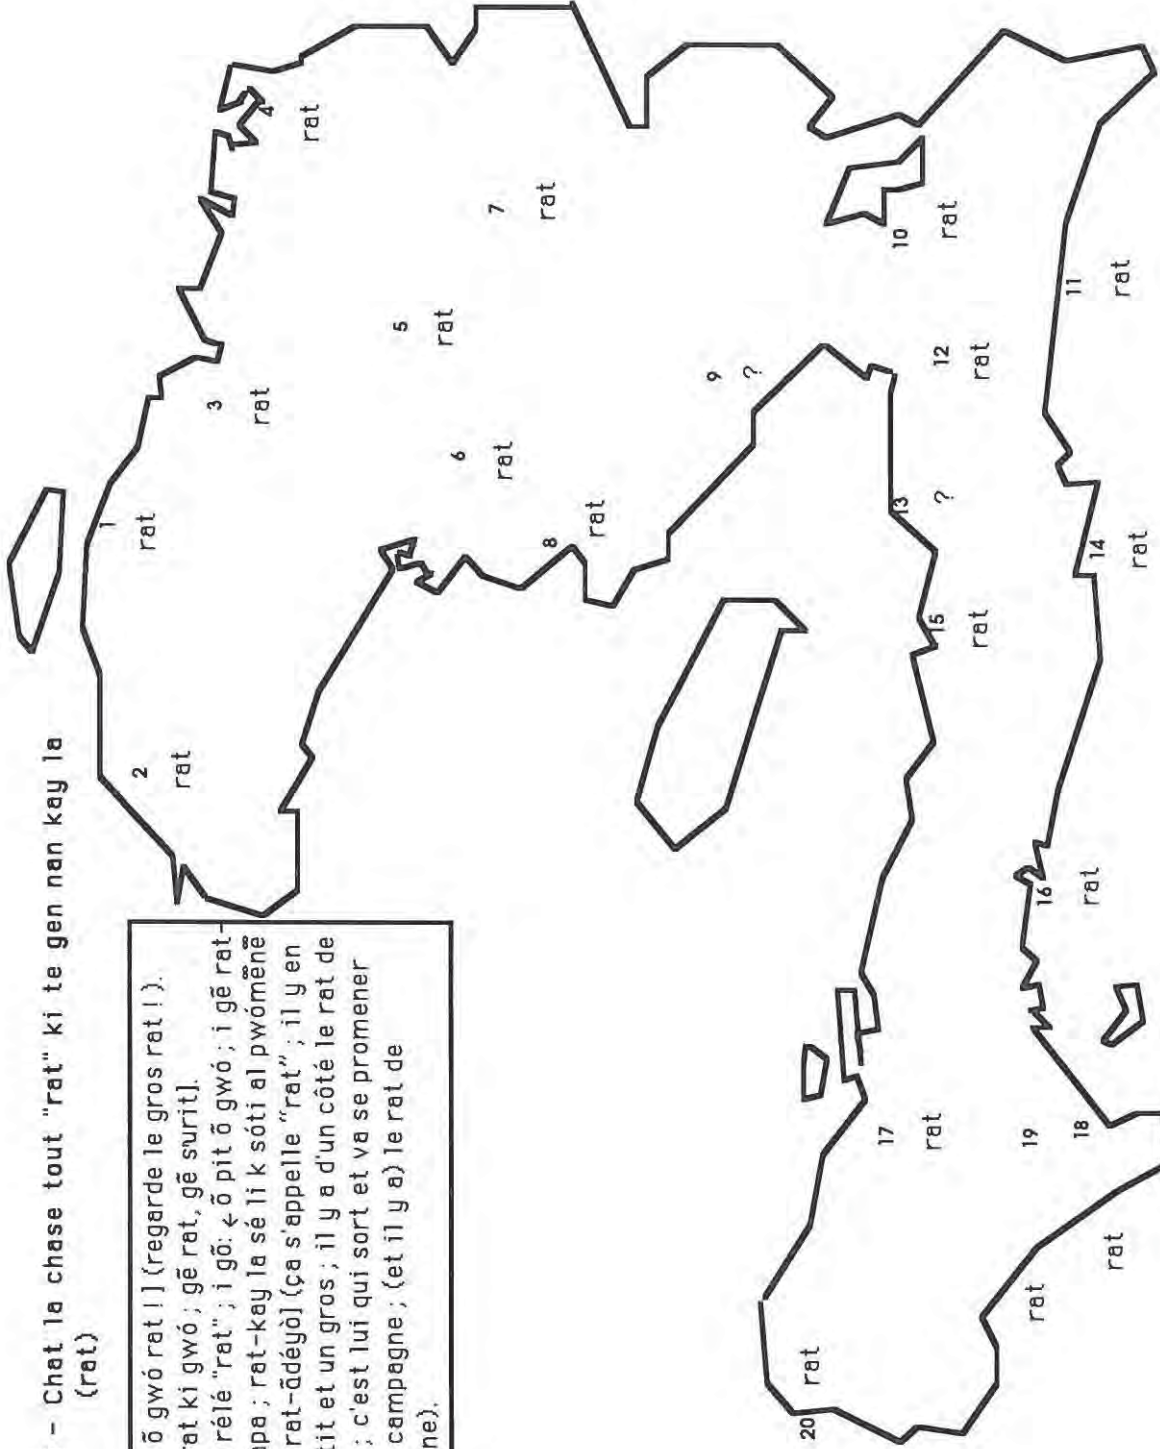 - Chat la chase tout "rat" ki te gen nan kay la
(rat)
õ gwó rat ! ] (regarde le gros rat ! ).
rat ki gwó ; gẽ rat, gẽ s'urit].
rélé "rat" ; i gõ: õ pit õ gwó ; i gẽ rat-
pa ; rat-kay la sé li k sóti al pwómẽnẽ
rat-ãdéyò] (ça s'appelle "rat" ; il y en
tit et un gros ; il y a d'un côté le rat de
; c'est lui qui sort et va se promener
campagne ; (et il y a) le rat de
ne).
1
rat
2
rat
3
rat
4
rat
5
rat
6
rat
7
rat
8
rat
9
?
10
rat
11
rat
12
rat
13
?
14
rat
15
rat
16
rat
17
rat
18
rat
19
rat
20
rat